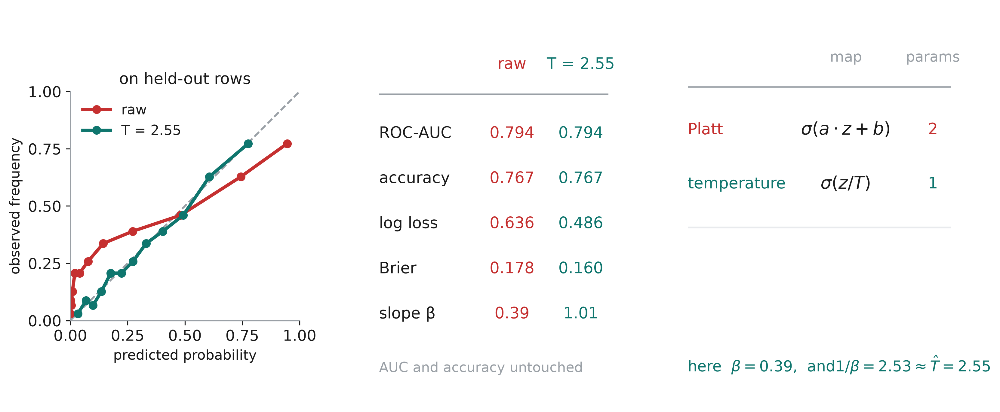 on held-out rows
raw
T = 2.55
1.00
0.75
0.50
0.25
0.00
observed frequency
0.00 0.25 0.50 0.75 1.00
predicted probability
raw T = 2.55
ROC-AUC 0.794 0.794
accuracy 0.767 0.767
log loss 0.636 0.486
Brier 0.178 0.160
slope β 0.39 1.01
AUC and accuracy untouched
map params
Platt σ(a · z + b) 2
temperature σ(z/T) 1
here β = 0.39, and1/β = 2.53 ≈ T̂ = 2.55